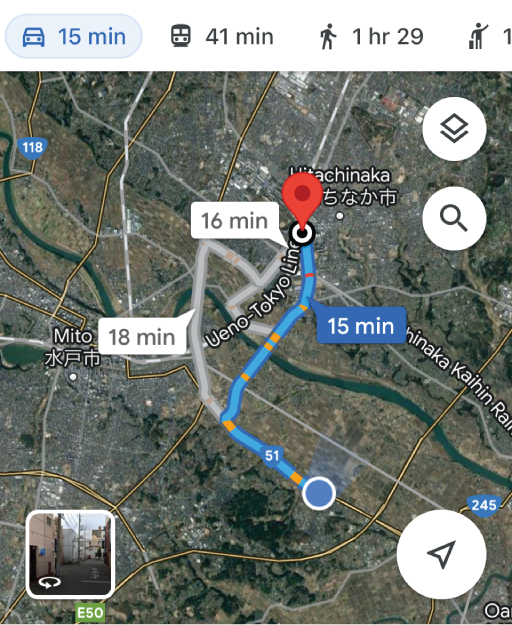 15 min
41 min
1 hr 29
1
118
Hitachinaka
ちなか市
16 min
Ueno-Tokyo Line
15 min
18 min
Mito
水戸市
hinaka Kaihin Rai
51
245
E50
Oa